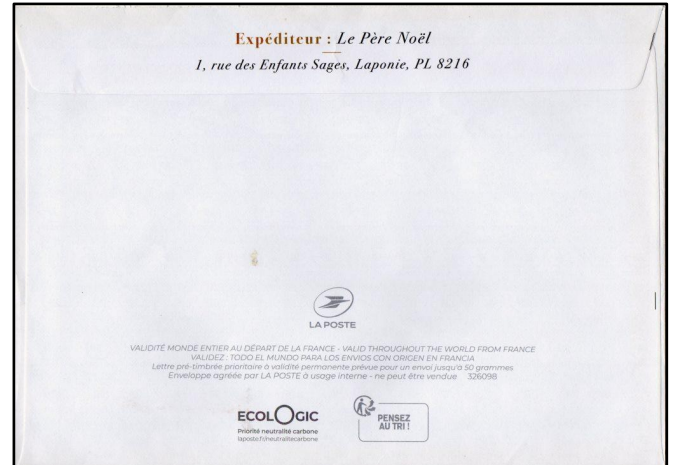 Expéditeur : Le Père Noël
1, rue des Enfants Sages, Laponie, PL 8216
LA POSTE
VALIDITÉ MONDE ENTIER AU DÉPART DE LA FRANCE - VALID THROUGHOUT THE WORLD FROM FRANCE
VALIDEZ : TODO EL MUNDO PARA LOS ENVIOS CON ORIGEN EN FRANCIA
Lettre pré-timbrée prioritaire à validité permanente prévue pour un envoi jusqu'à 50 grammes
Enveloppe agréée par LA POSTE à usage interne - ne peut être vendue 326098
ECOLOGIC
Priorité neutralité carbone
laposte.fr/neutralitecarbone
PENSEZ
AU TRI !